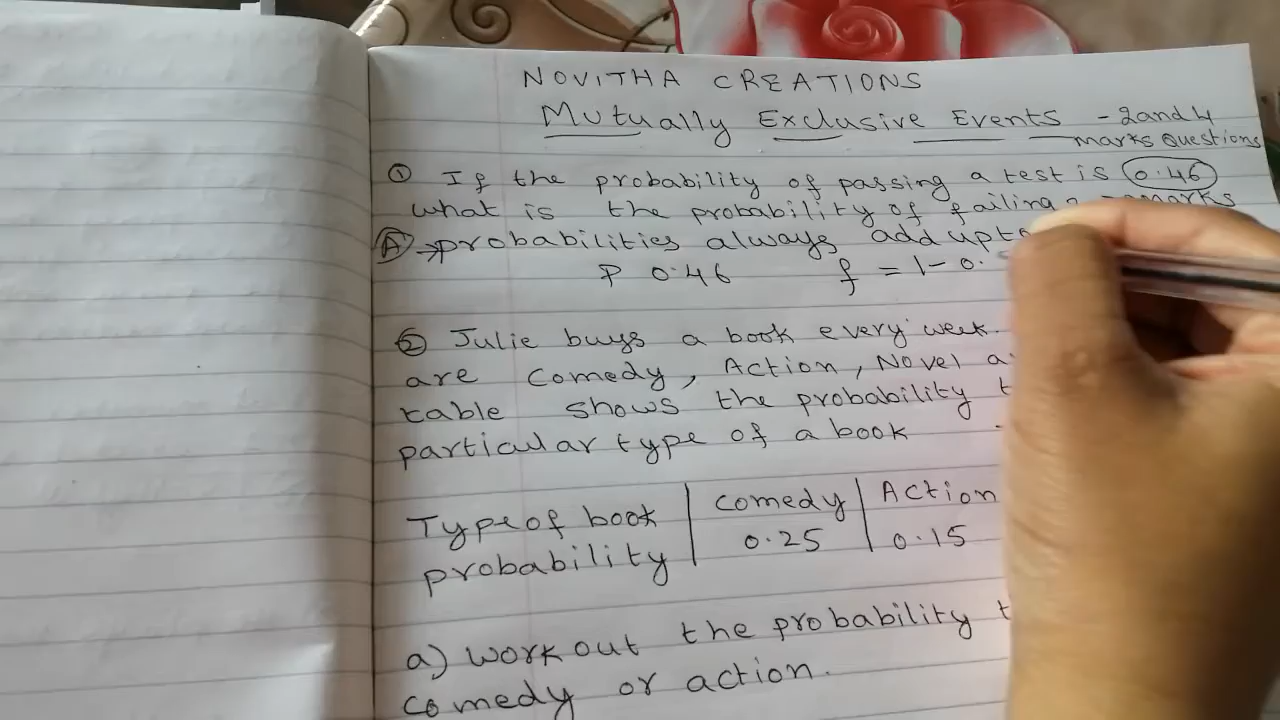 NOVITHA CREATIONS
Mutually Exclusive Events - 2 and 4
marks Questions
① If the probability of passing a test is 0.46
what is the probability of failing?
Ⓐ → probabilities always add upto
P 0.46 f = 1 - 0.
② Julie buys a book every week.
are comedy, Action, Novel
table shows the probability
particular type of a book
Type of book | comedy | Action
probability | 0.25 | 0.15
a) Work out the probability
comedy or action.